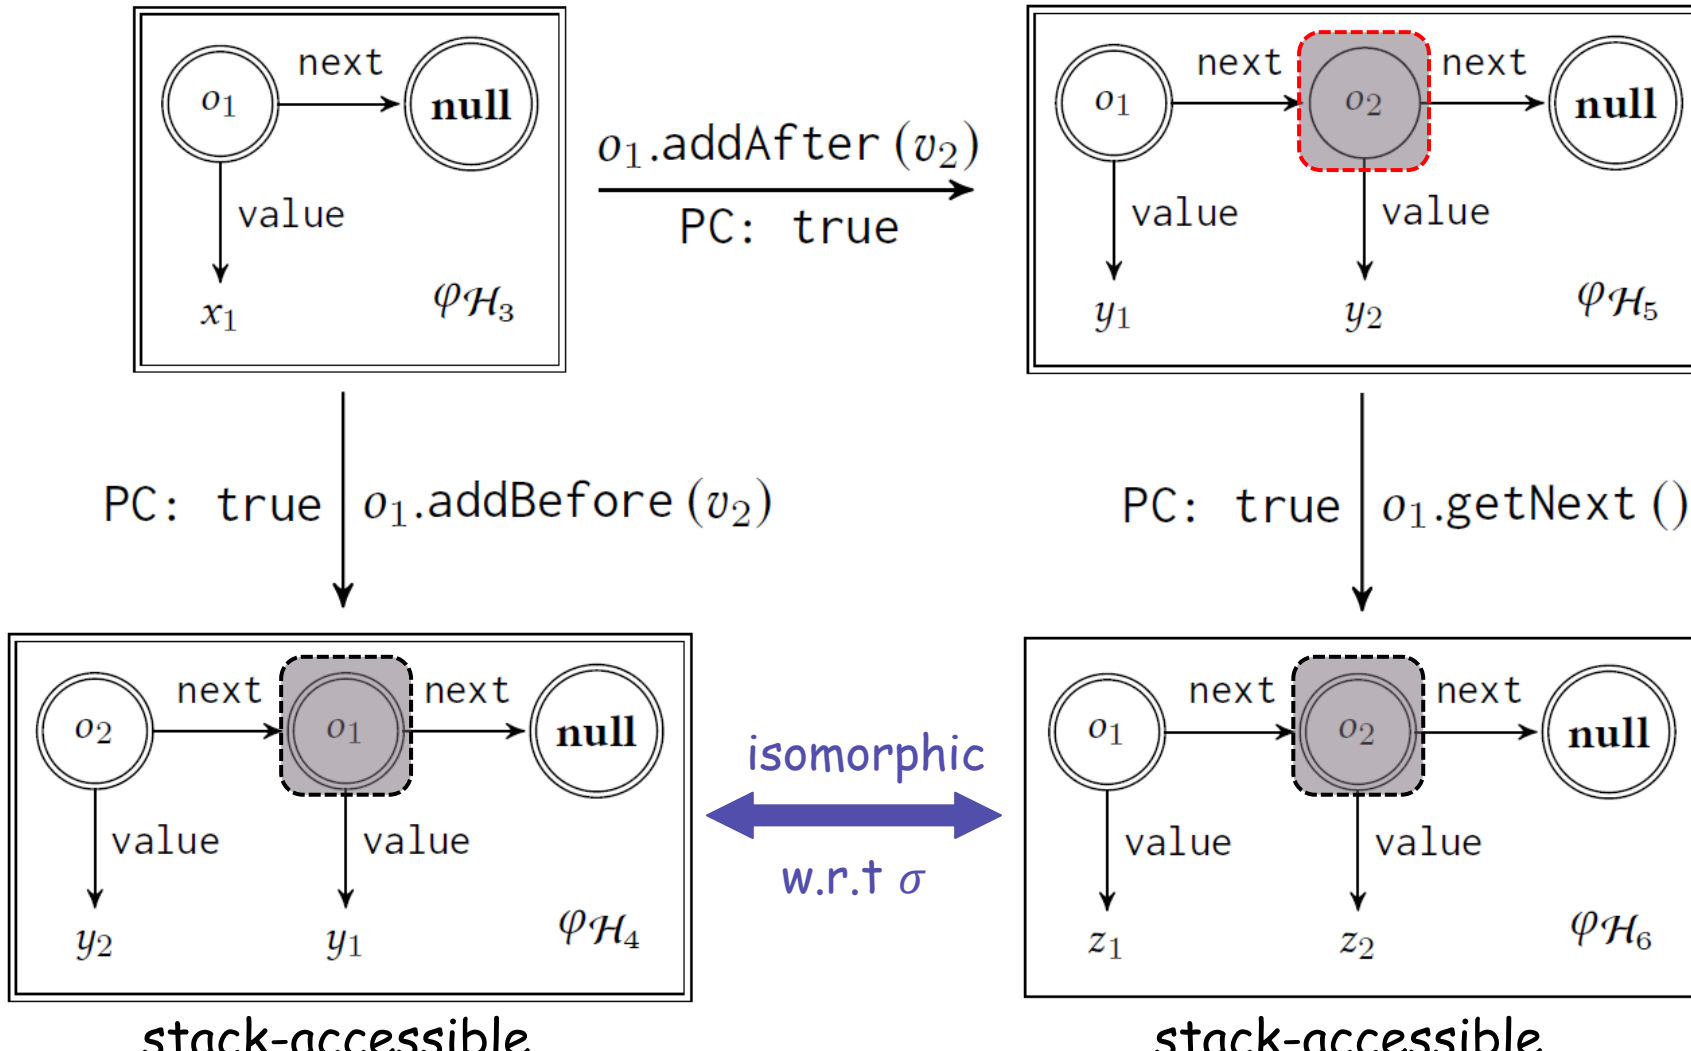 o₁ next null
value
x₁ φ𝓗₃
o₁.addAfter(v₂)
PC: true
o₁ next o₂ next null
value value
y₁ y₂ φ𝓗₅
PC: true o₁.addBefore(v₂)
PC: true o₁.getNext()
o₂ next o₁ next null
value value
y₂ y₁ φ𝓗₄
isomorphic
w.r.t σ
o₁ next o₂ next null
value value
z₁ z₂ φ𝓗₆
stack-accessible
stack-accessible